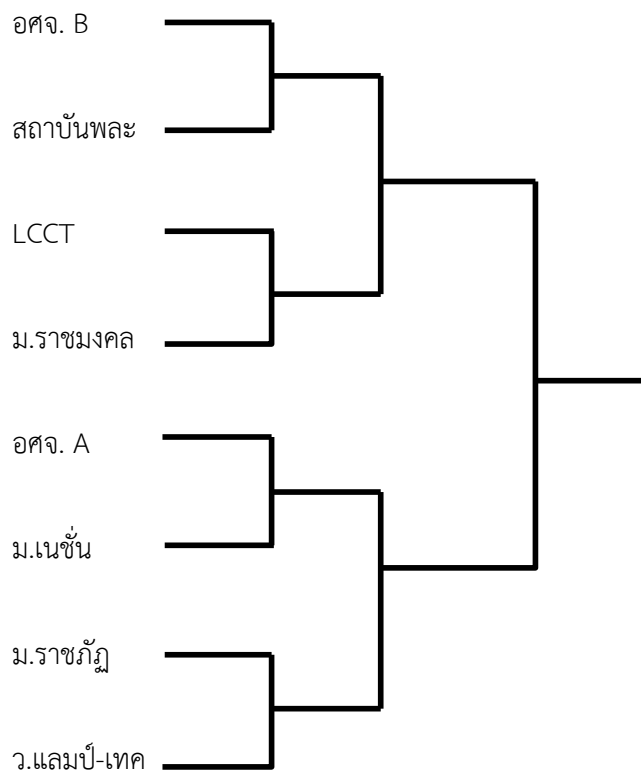 อศจ. B
สถาบันพละ
LCCT
ม.ราชมงคล
อศจ. A
ม.เนชั่น
ม.ราชภัฏ
ว.แลมป์-เทค